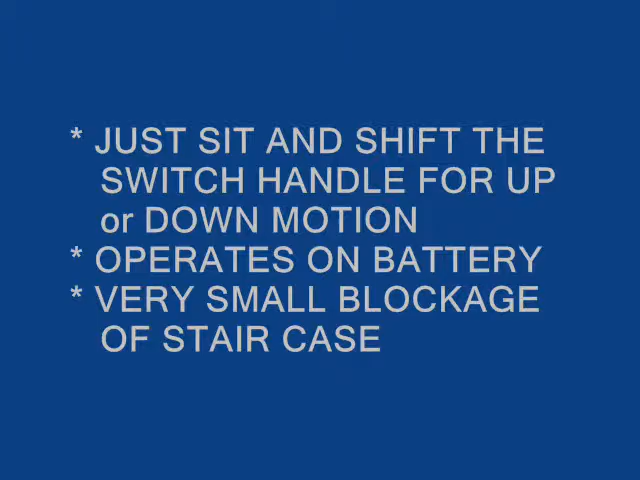 * JUST SIT AND SHIFT THE
SWITCH HANDLE FOR UP
or DOWN MOTION
* OPERATES ON BATTERY
* VERY SMALL BLOCKAGE
OF STAIR CASE